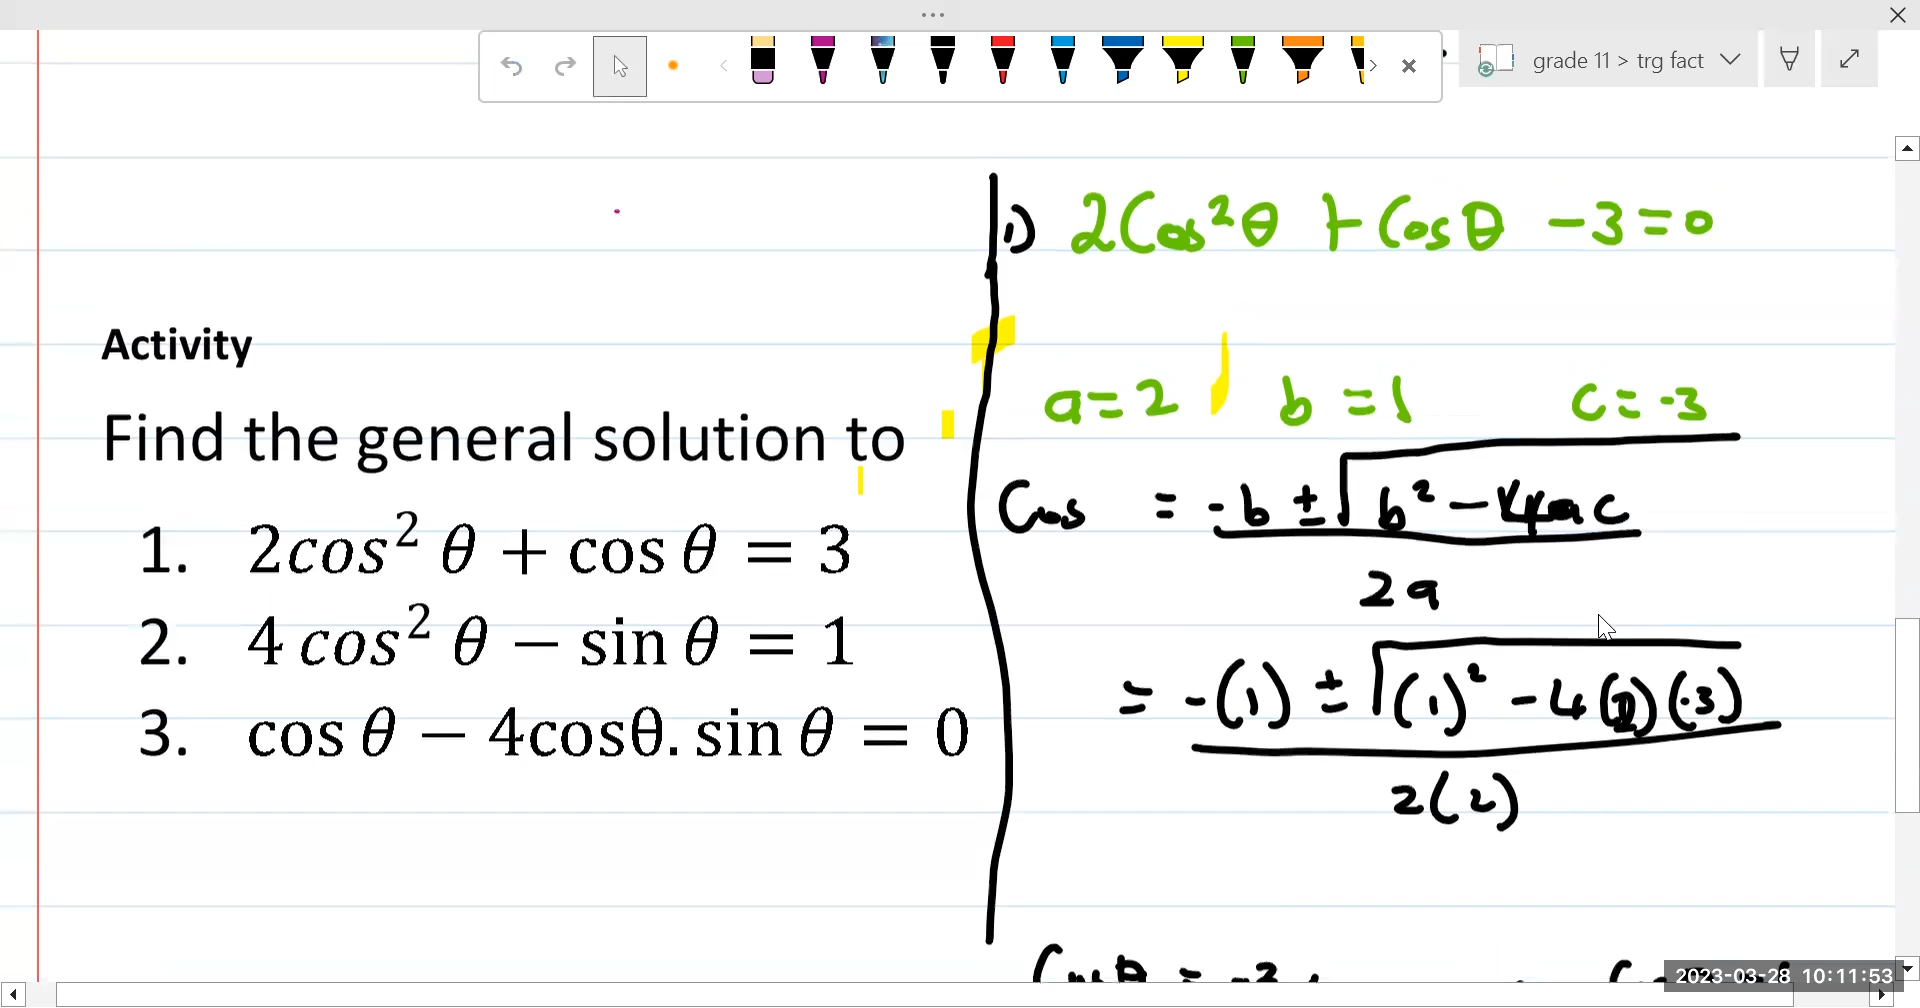 grade 11 > trg fact
Activity
Find the general solution to
1. 2cos² θ + cos θ = 3
2. 4 cos² θ − sin θ = 1
3. cos θ − 4cosθ. sin θ = 0
1) 2Cos²θ + Cosθ -3=0
a=2 b=1 c=-3
Cos = -b ± √b² - 4ac
2a
= -(1) ± √(1)² - 4(2)(-3)
2(2)
2023-03-28 10:11:53